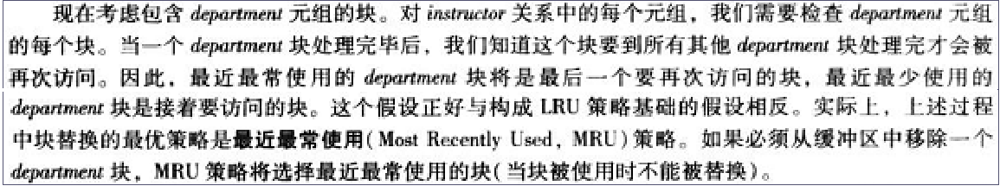 现在考虑包含 department 元组的块。对 instructor 关系中的每个元组，我们需要检查 department 元组
的每个块。当一个 department 块处理完毕后，我们知道这个块要到所有其他 department 块处理完才会被
再次访问。因此，最近最常使用的 department 块将是最后一个要再次访问的块，最近最少使用的
department 块是接着要访问的块。这个假设正好与构成 LRU 策略基础的假设相反。实际上，上述过程
中块替换的最优策略是最近最常使用(Most Recently Used，MRU)策略。如果必须从缓冲区中移除一个
department 块，MRU 策略将选择最近最常使用的块(当块被使用时不能被替换)。